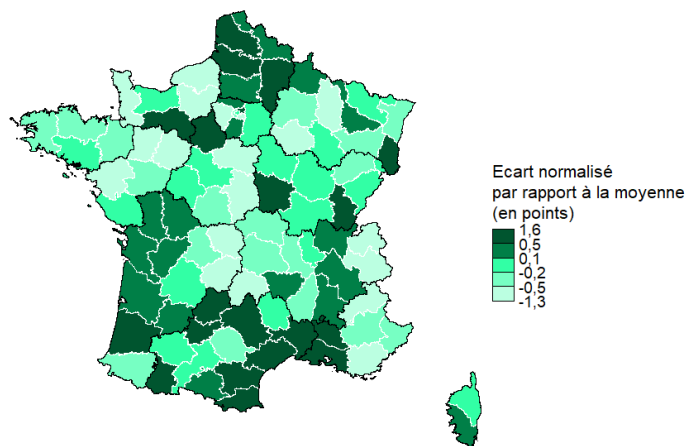 Ecart normalisé
par rapport à la moyenne
(en points)
1,6
0,5
0,1
-0,2
-0,5
-1,3